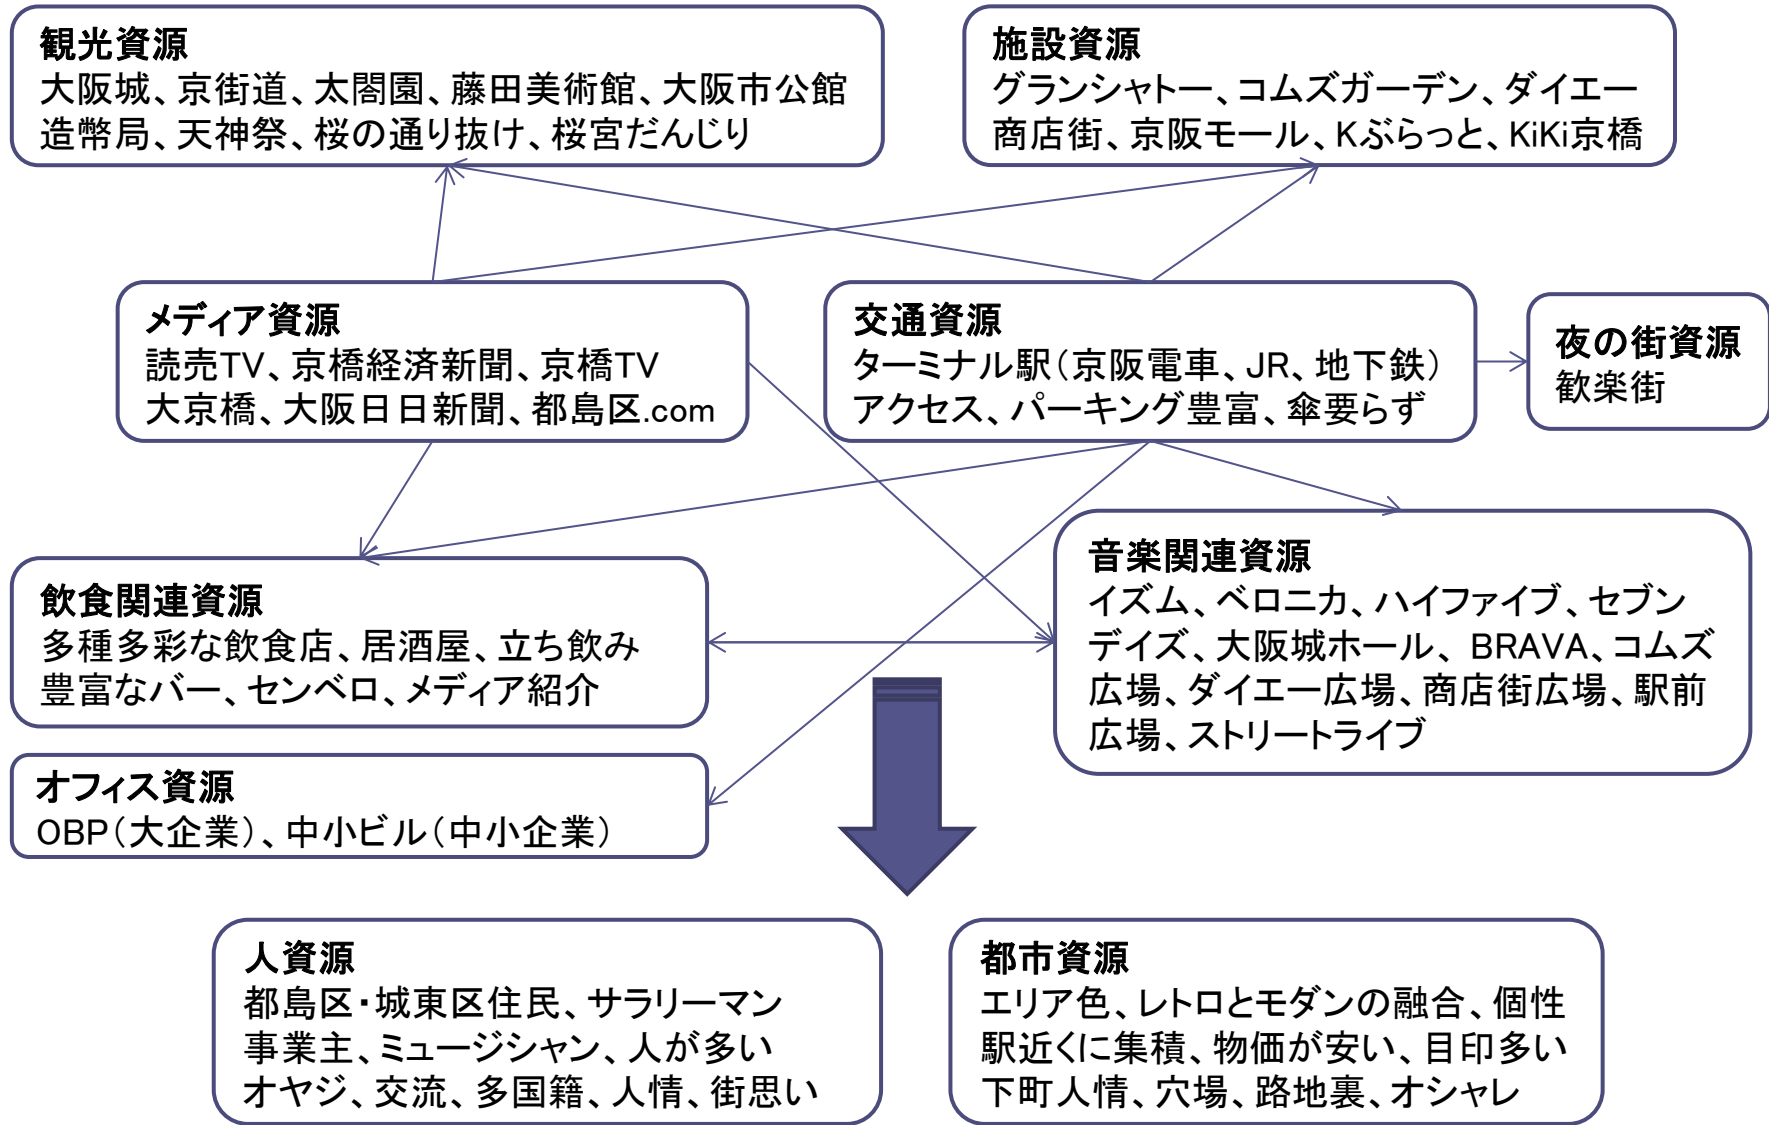 観光資源
大阪城、京街道、太閤園、藤田美術館、大阪市公館
造幣局、天神祭、桜の通り抜け、桜宮だんじり
施設資源
グランシャトー、コムズガーデン、ダイエー
商店街、京阪モール、Kぶらっと、KiKi京橋
メディア資源
読売TV、京橋経済新聞、京橋TV
大京橋、大阪日日新聞、都島区.com
交通資源
ターミナル駅(京阪電車、JR、地下鉄)
アクセス、パーキング豊富、傘要らず
夜の街資源
歓楽街
飲食関連資源
多種多彩な飲食店、居酒屋、立ち飲み
豊富なバー、センベロ、メディア紹介
音楽関連資源
イズム、ベロニカ、ハイファイブ、セブン
デイズ、大阪城ホール、BRAVA、コムズ
広場、ダイエー広場、商店街広場、駅前
広場、ストリートライブ
オフィス資源
OBP(大企業)、中小ビル(中小企業)
人資源
都島区・城東区住民、サラリーマン
事業主、ミュージシャン、人が多い
オヤジ、交流、多国籍、人情、街思い
都市資源
エリア色、レトロとモダンの融合、個性
駅近くに集積、物価が安い、目印多い
下町人情、穴場、路地裏、オシャレ